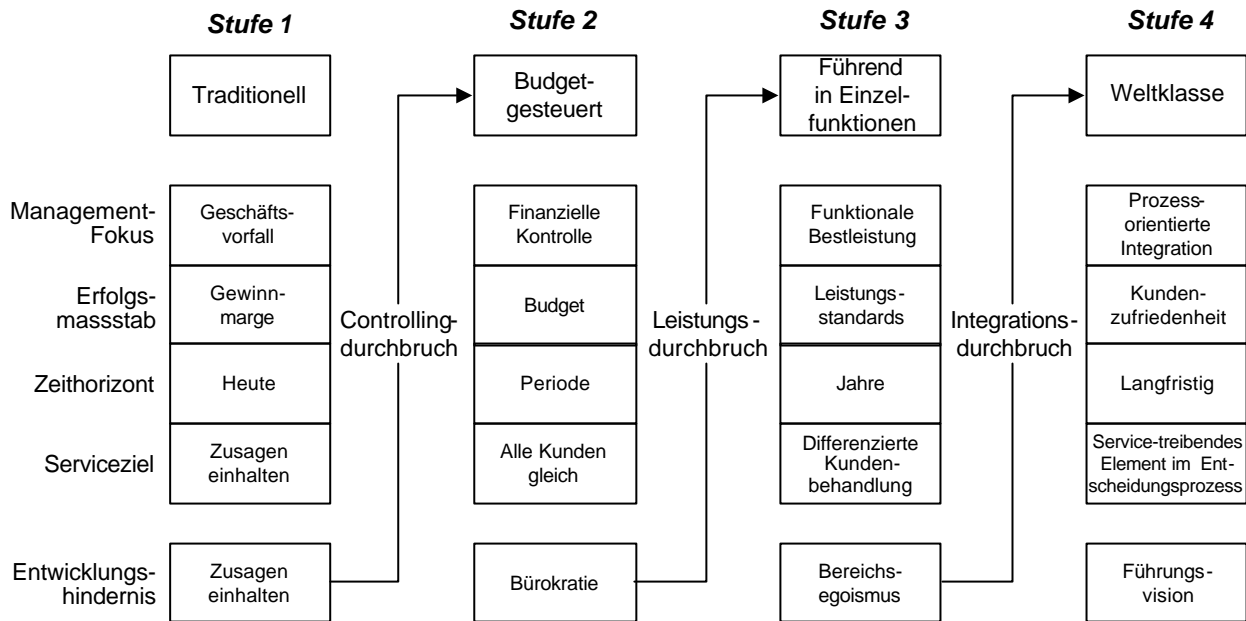 Stufe 1
Stufe 2
Stufe 3
Stufe 4
Traditionell
Budget-
gesteuert
Führend
in Einzel-
funktionen
Weltklasse
Management-
Fokus
Geschäfts-
vorfall
Finanzielle
Kontrolle
Funktionale
Bestleistung
Prozess-
orientierte
Integration
Erfolgs-
massstab
Gewinn-
marge
Controlling-
durchbruch
Budget
Leistungs-
durchbruch
Leistungs-
standards
Integrations-
durchbruch
Kunden-
zufriedenheit
Zeithorizont
Heute
Periode
Jahre
Langfristig
Serviceziel
Zusagen
einhalten
Alle Kunden
gleich
Differenzierte
Kunden-
behandlung
Service-treibendes
Element im Ent-
scheidungsprozess
Entwicklungs-
hindernis
Zusagen
einhalten
Bürokratie
Bereichs-
egoismus
Führungs-
vision